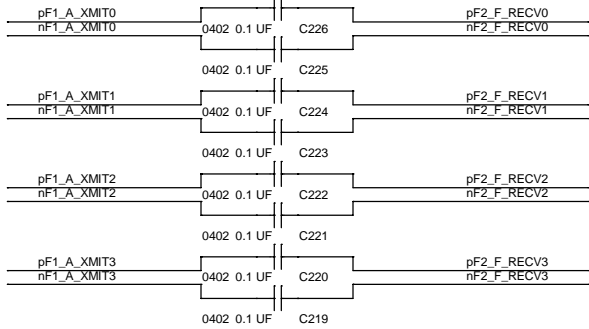 pF1_A_XMIT0 pF2_F_RECV0
nF1_A_XMIT0 0402 0.1 UF C226 nF2_F_RECV0
0402 0.1 UF C225
pF1_A_XMIT1 pF2_F_RECV1
nF1_A_XMIT1 0402 0.1 UF C224 nF2_F_RECV1
0402 0.1 UF C223
pF1_A_XMIT2 pF2_F_RECV2
nF1_A_XMIT2 0402 0.1 UF C222 nF2_F_RECV2
0402 0.1 UF C221
pF1_A_XMIT3 pF2_F_RECV3
nF1_A_XMIT3 0402 0.1 UF C220 nF2_F_RECV3
0402 0.1 UF C219